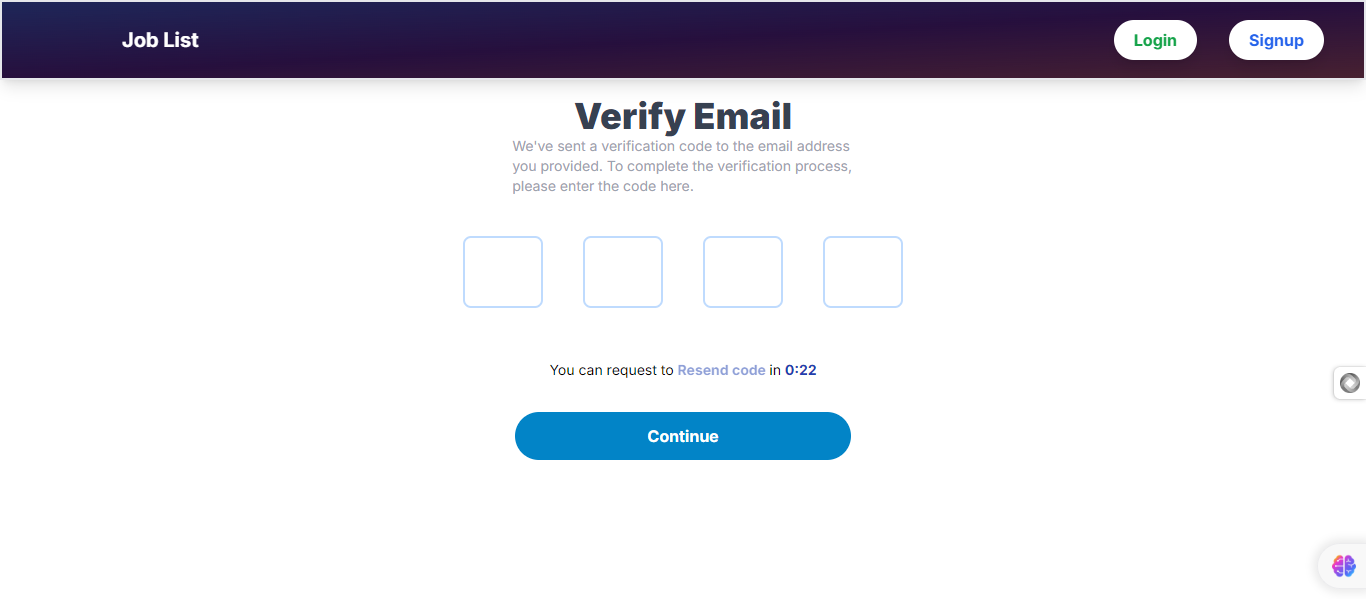 Job List
Login
Signup
Verify Email
We've sent a verification code to the email address
you provided. To complete the verification process,
please enter the code here.
You can request to Resend code in 0:22
Continue